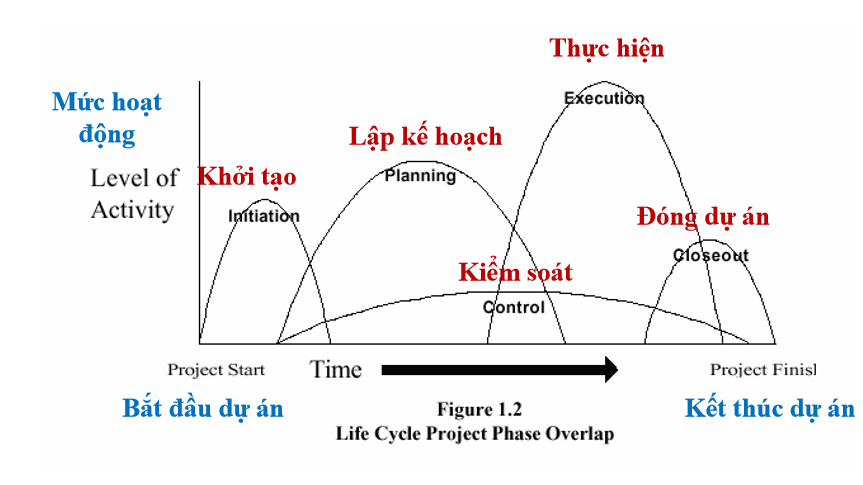 Thực hiện
Mức hoạt
động
Execution
Lập kế hoạch
Level of
Activity
Khởi tạo
Planning
Initiation
Đóng dự án
Closeout
Kiểm soát
Control
Project Start
Time
Project Finisl
Bắt đầu dự án
Figure 1.2
Kết thúc dự án
Life Cycle Project Phase Overlap